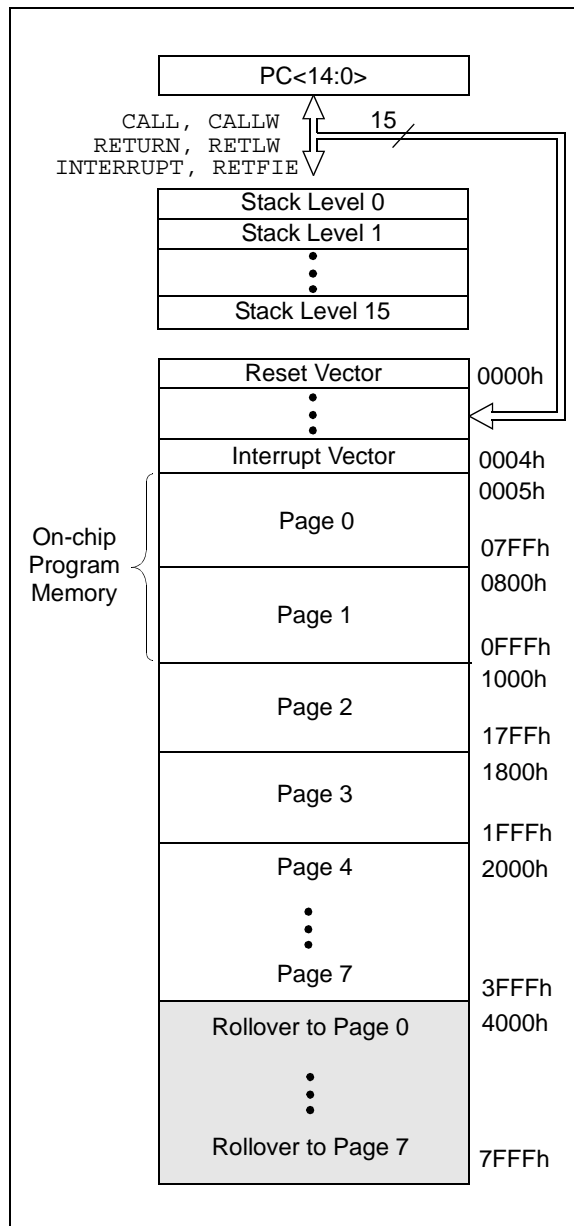 PC<14:0>
CALL, CALLW
15
RETURN, RETLW
INTERRUPT, RETFIE
Stack Level 0
Stack Level 1
Stack Level 15
Reset Vector
0000h
Interrupt Vector
0004h
0005h
On-chip
Program
Memory
Page 0
07FFh
0800h
Page 1
0FFFh
1000h
Page 2
17FFh
1800h
Page 3
1FFFh
Page 4
2000h
Page 7
3FFFh
Rollover to Page 0
4000h
Rollover to Page 7
7FFFh